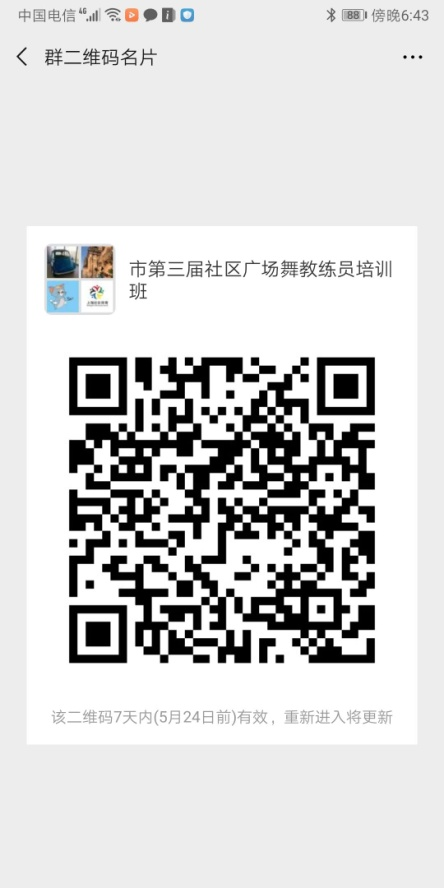 中国电信 4G 88 傍晚6:43
群二维码名片
市第三届社区广场舞教练员培训
班
该二维码7天内(5月24日前)有效，重新进入将更新